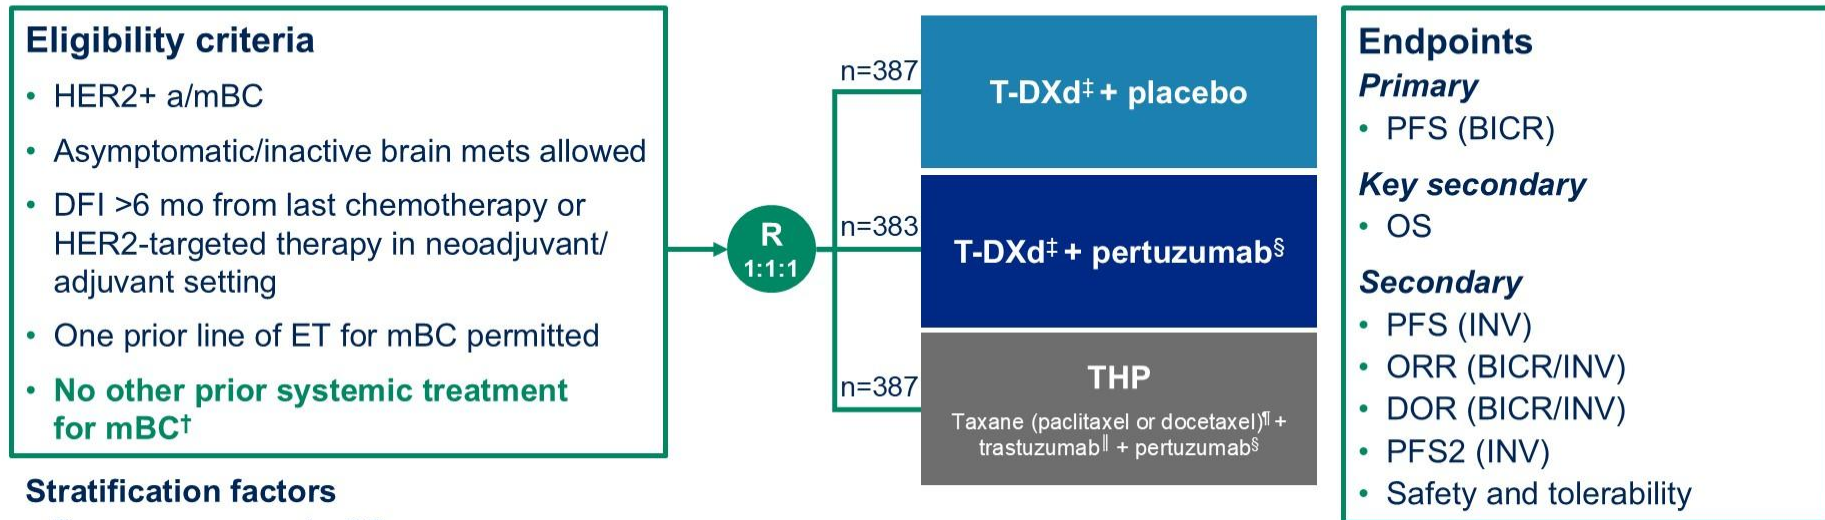 Eligibility criteria
• HER2+ a/mBC
• Asymptomatic/inactive brain mets allowed
• DFI >6 mo from last chemotherapy or
HER2-targeted therapy in neoadjuvant/
adjuvant setting
• One prior line of ET for mBC permitted
• No other prior systemic treatment
for mBC†
Stratification factors
R
1:1:1
n=387
T-DXd‡ + placebo
n=383
T-DXd‡ + pertuzumab§
n=387
THP
Taxane (paclitaxel or docetaxel)¶ +
trastuzumab‖ + pertuzumab§
Endpoints
Primary
• PFS (BICR)
Key secondary
• OS
Secondary
• PFS (INV)
• ORR (BICR/INV)
• DOR (BICR/INV)
• PFS2 (INV)
• Safety and tolerability